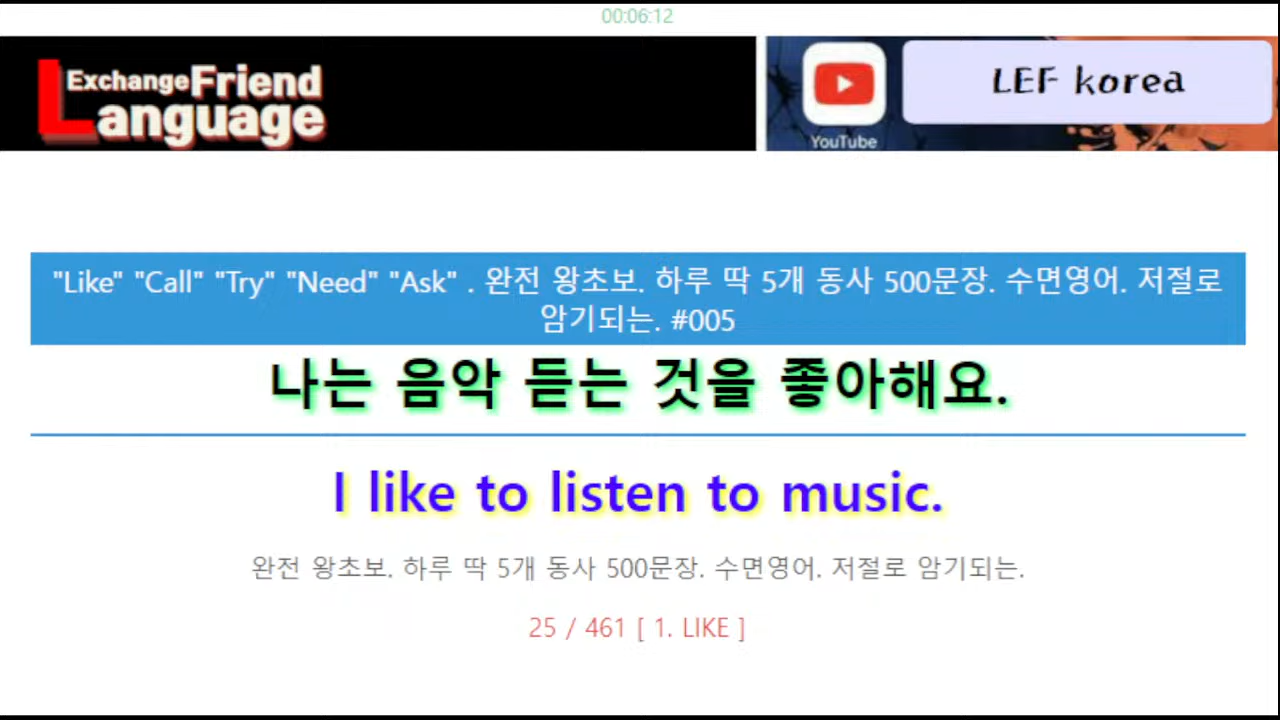 00:06:12
ExchangeFriend
Language
YouTube
LEF korea
"Like" "Call" "Try" "Need" "Ask" . 완전 왕초보. 하루 딱 5개 동사 500문장. 수면영어. 저절로
암기되는. #005
나는 음악 듣는 것을 좋아해요.
I like to listen to music.
완전 왕초보. 하루 딱 5개 동사 500문장. 수면영어. 저절로 암기되는.
25 / 461 [ 1. LIKE ]